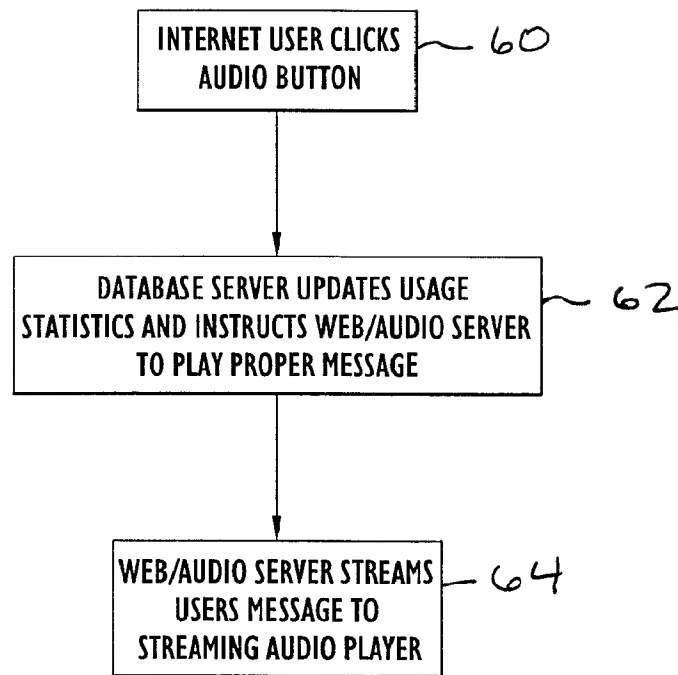 INTERNET USER CLICKS
AUDIO BUTTON
60
DATABASE SERVER UPDATES USAGE
STATISTICS AND INSTRUCTS WEB/AUDIO SERVER
TO PLAY PROPER MESSAGE
62
WEB/AUDIO SERVER STREAMS
USERS MESSAGE TO
STREAMING AUDIO PLAYER
64